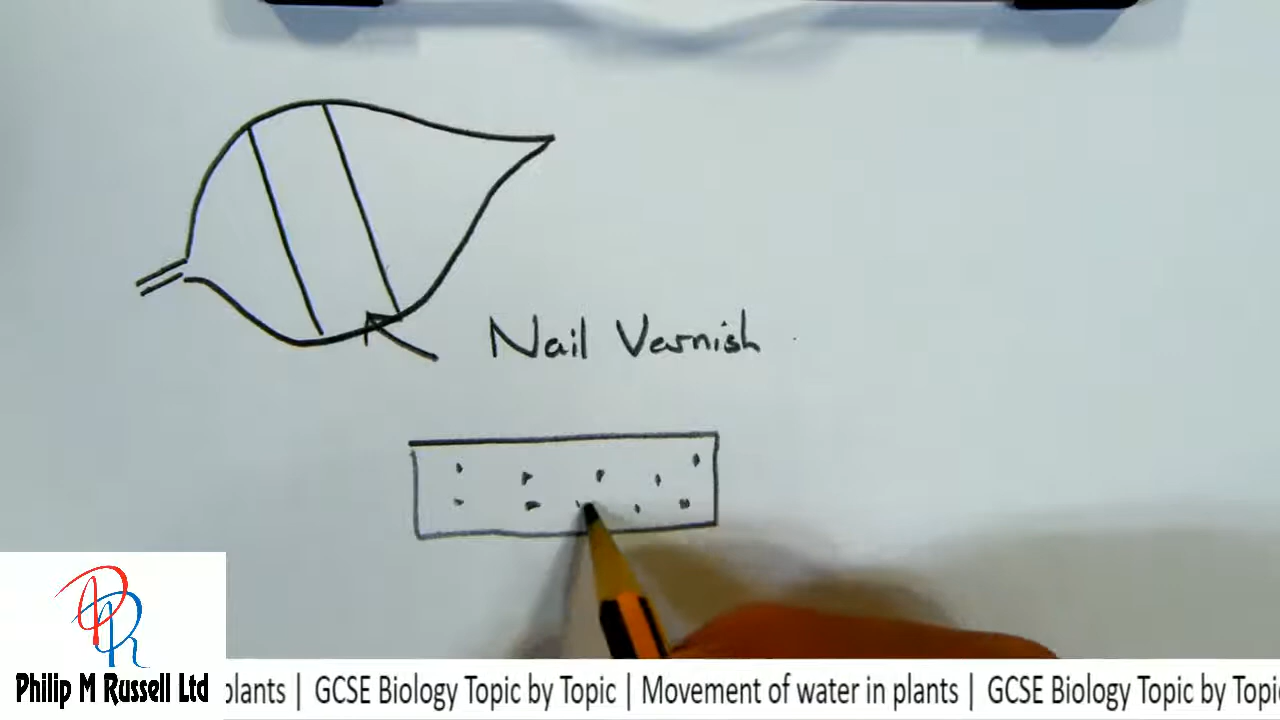 Nail Varnish
Philip M Russell Ltd
plants | GCSE Biology Topic by Topic | Movement of water in plants | GCSE Biology Topic by Topi